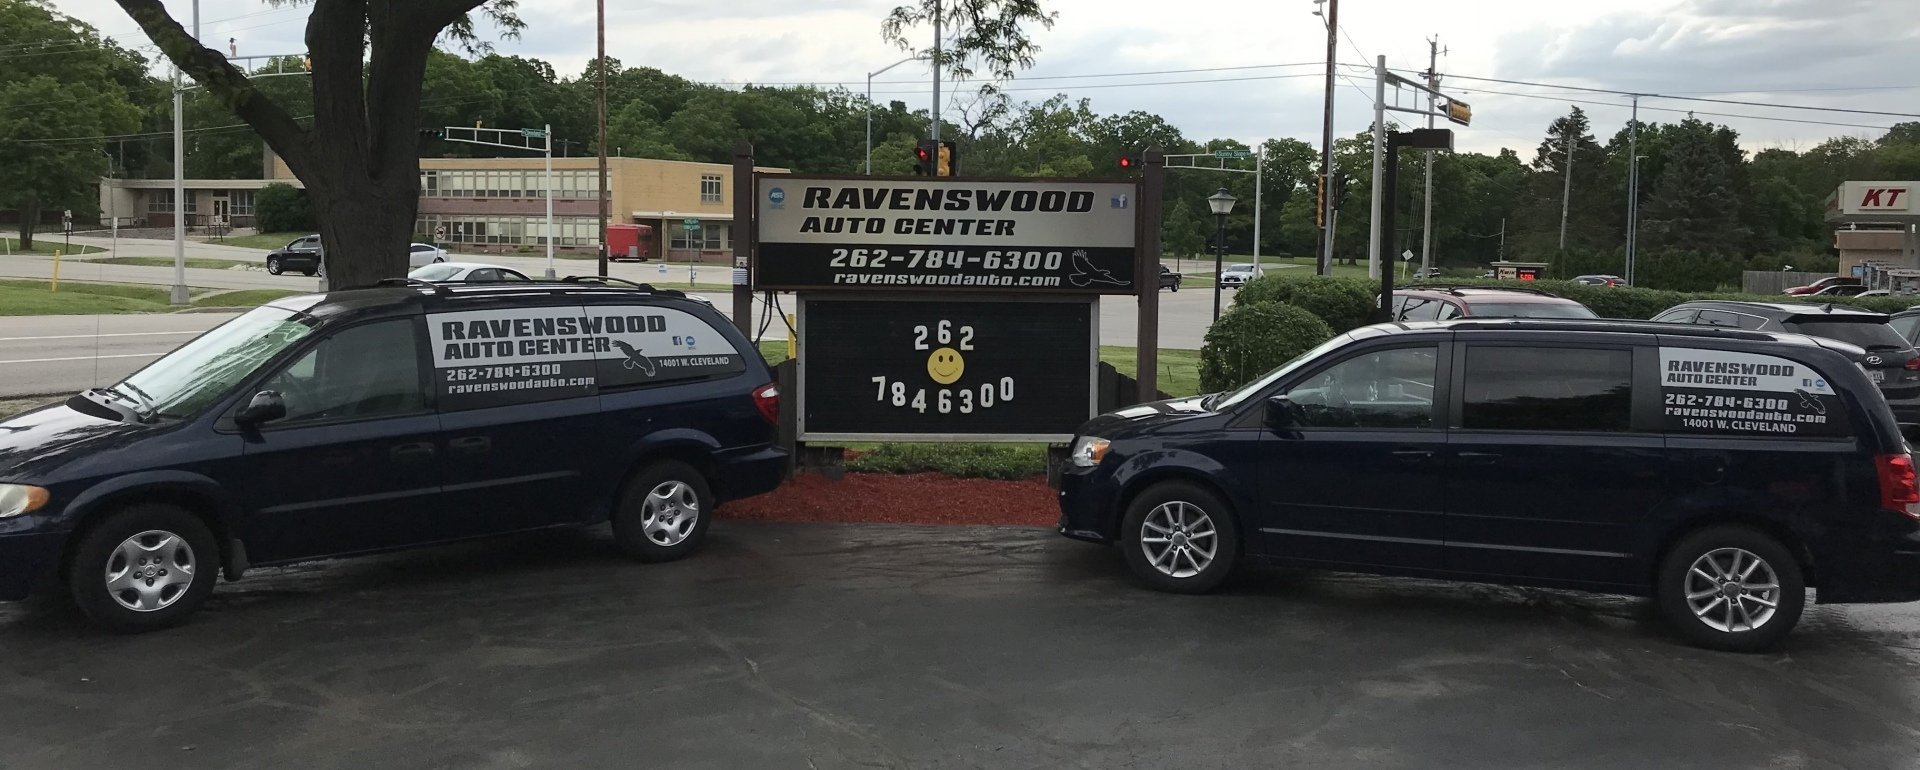 RAVENSWOOD
AUTO CENTER
262-784-6300
ravenswoodauto.com
262
7846300
RAVENSWOOD
AUTO CENTER
262-784-6300
ravenswoodauto.com
14001 W. CLEVELAND
RAVENSWOOD
AUTO CENTER
262-784-6300
ravenswoodauto.com
14001 W. CLEVELAND
KT